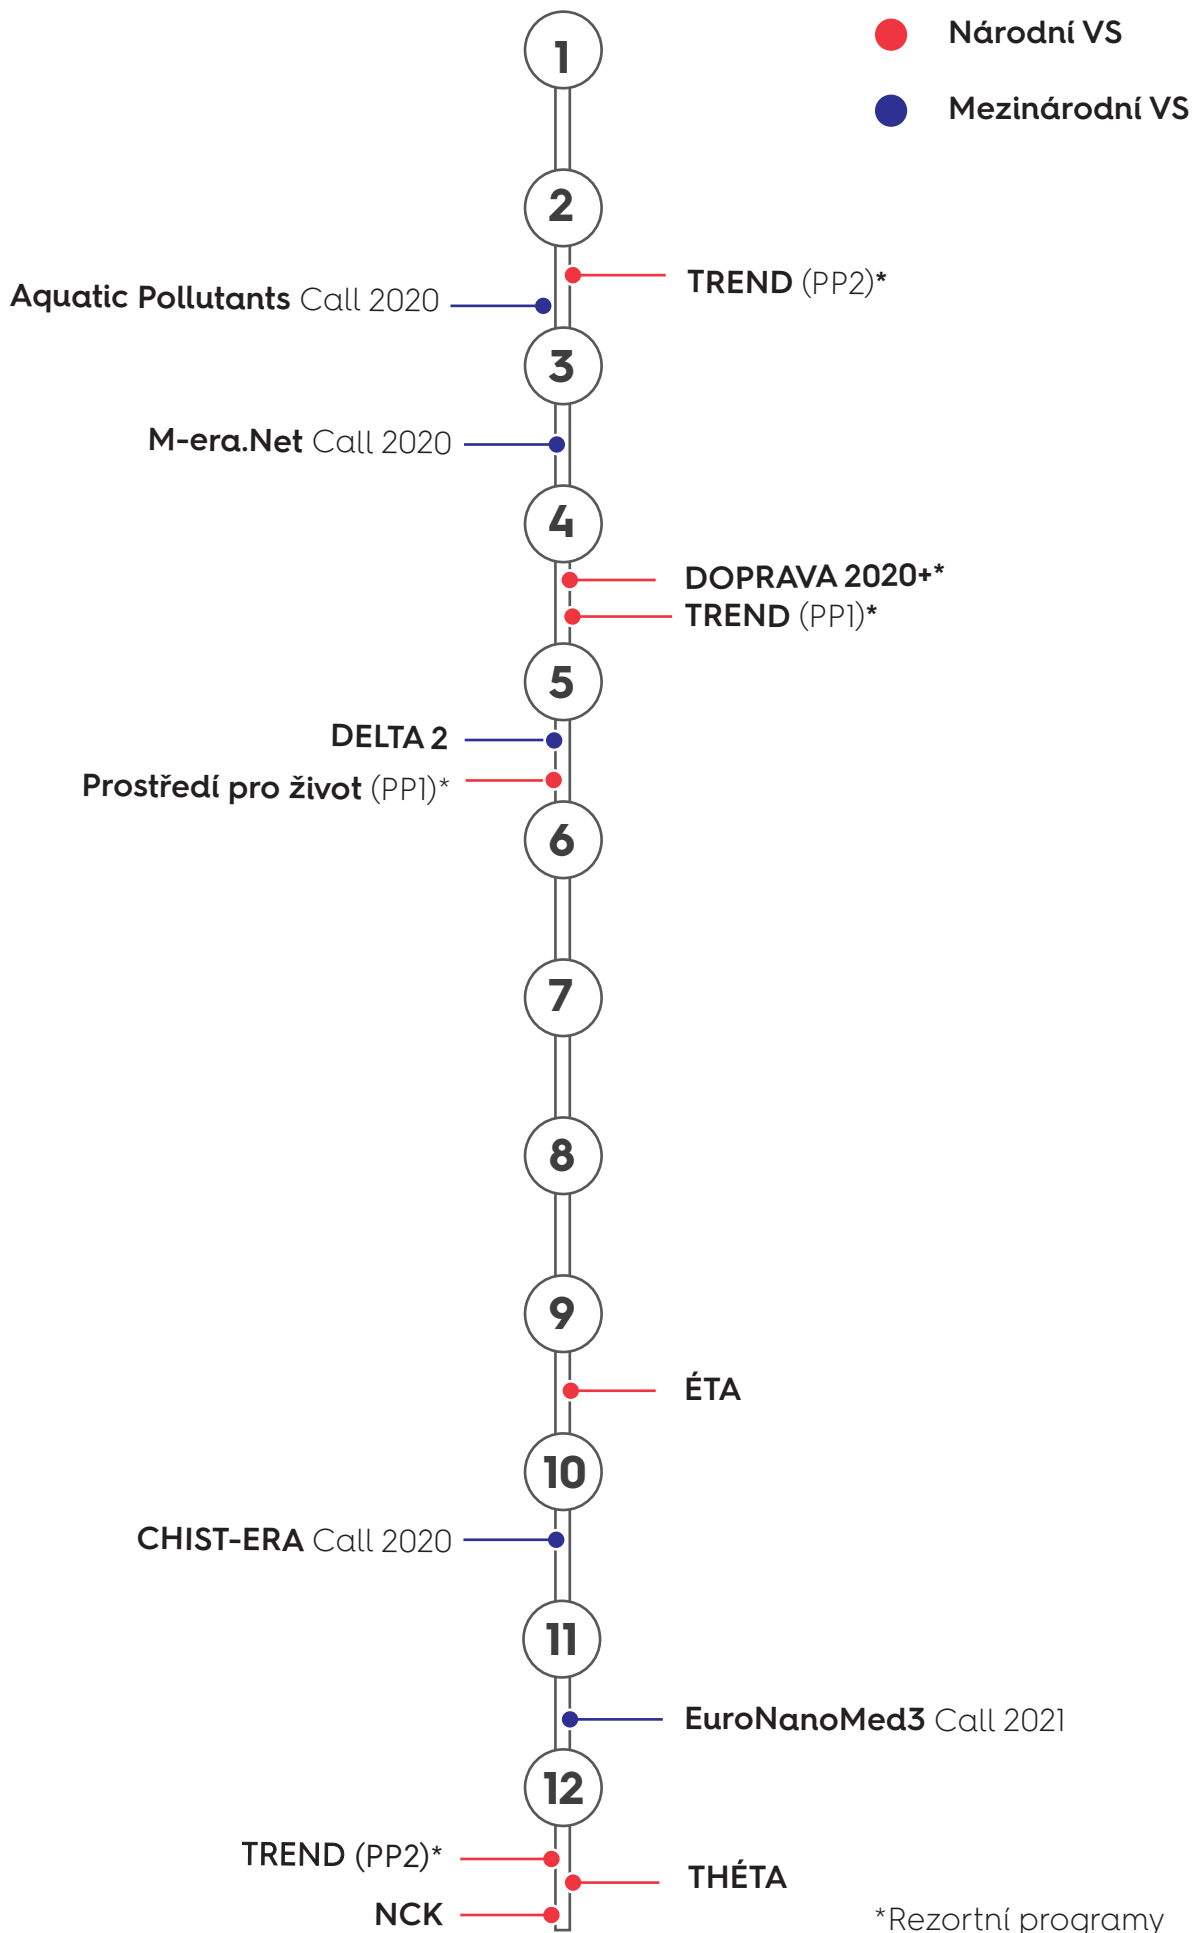 Národní VS
Mezinárodní VS
1
2
TREND (PP2)*
Aquatic Pollutants Call 2020
3
M-era.Net Call 2020
4
DOPRAVA 2020+*
TREND (PP1)*
5
DELTA 2
Prostředí pro život (PP1)*
6
7
8
9
ÉTA
10
CHIST-ERA Call 2020
11
EuroNanoMed3 Call 2021
12
TREND (PP2)*
THÉTA
NCK
*Rezortní programy